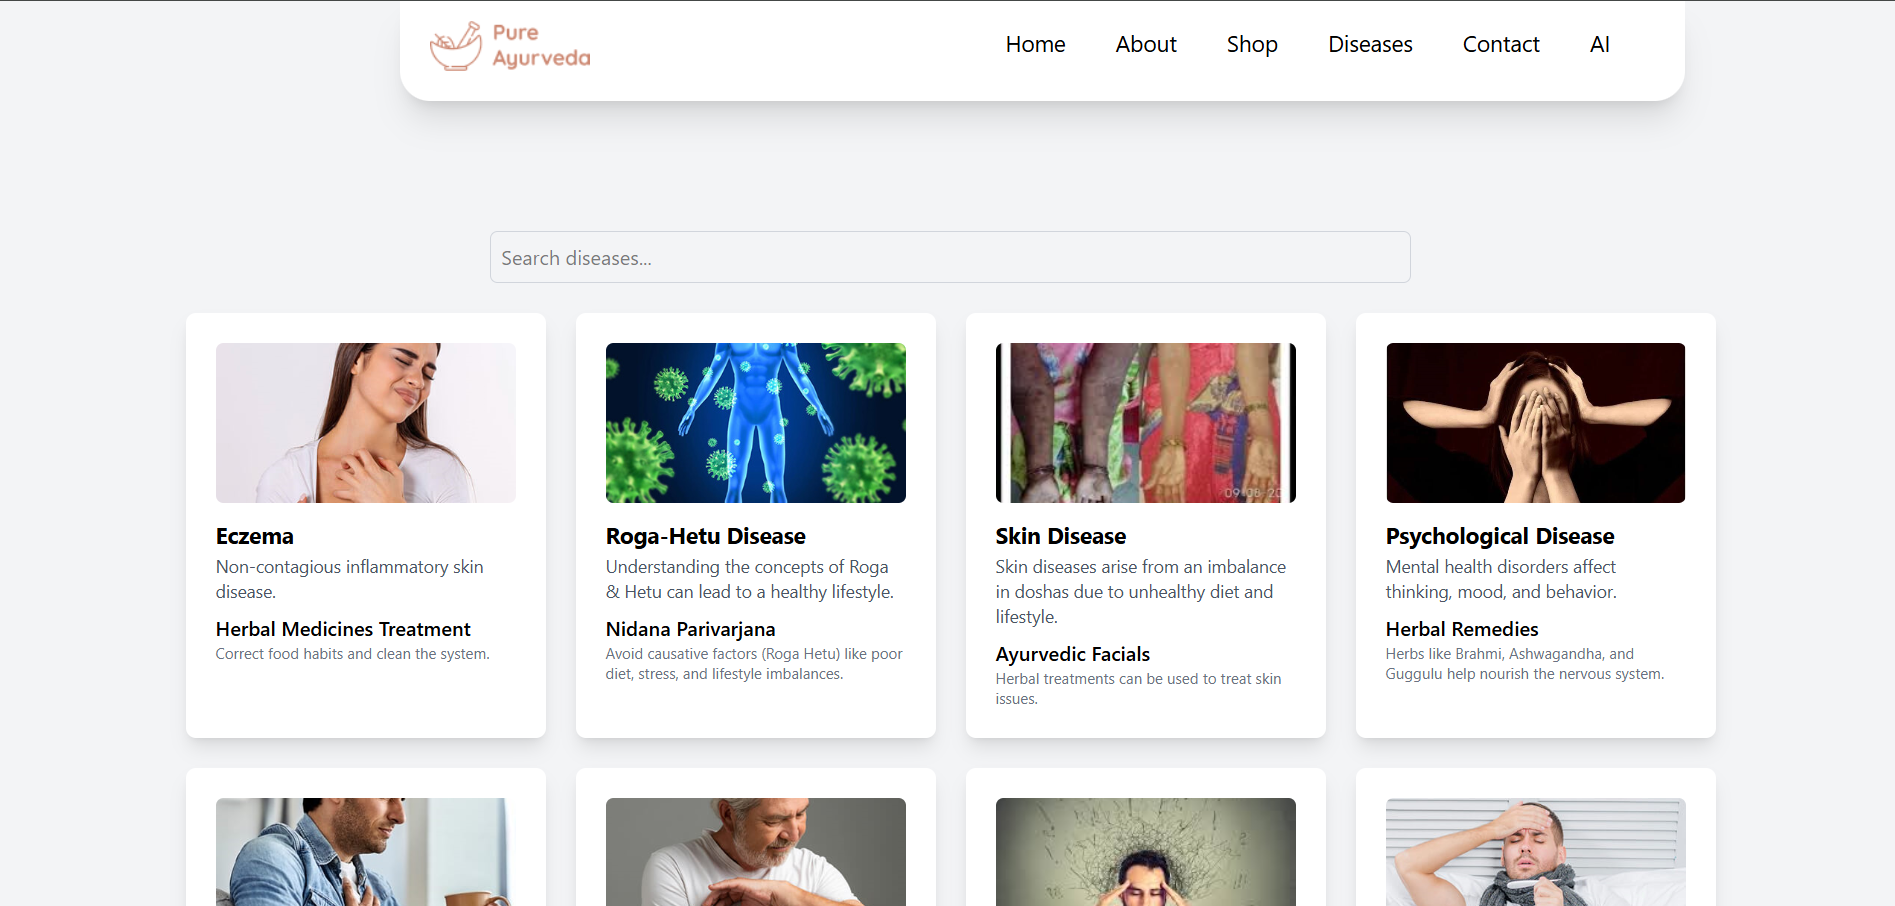 Pure
Ayurveda
Home
About
Shop
Diseases
Contact
AI
Search diseases...
Eczema
Non-contagious inflammatory skin
disease.
Herbal Medicines Treatment
Correct food habits and clean the system.
Roga-Hetu Disease
Understanding the concepts of Roga
& Hetu can lead to a healthy lifestyle.
Nidana Parivarjana
Avoid causative factors (Roga Hetu) like poor
diet, stress, and lifestyle imbalances.
09
Skin Disease
Skin diseases arise from an imbalance
in doshas due to unhealthy diet and
lifestyle.
Ayurvedic Facials
Herbal treatments can be used to treat skin
issues.
Psychological Disease
Mental health disorders affect
thinking, mood, and behavior.
Herbal Remedies
Herbs like Brahmi, Ashwagandha, and
Guggulu help nourish the nervous system.